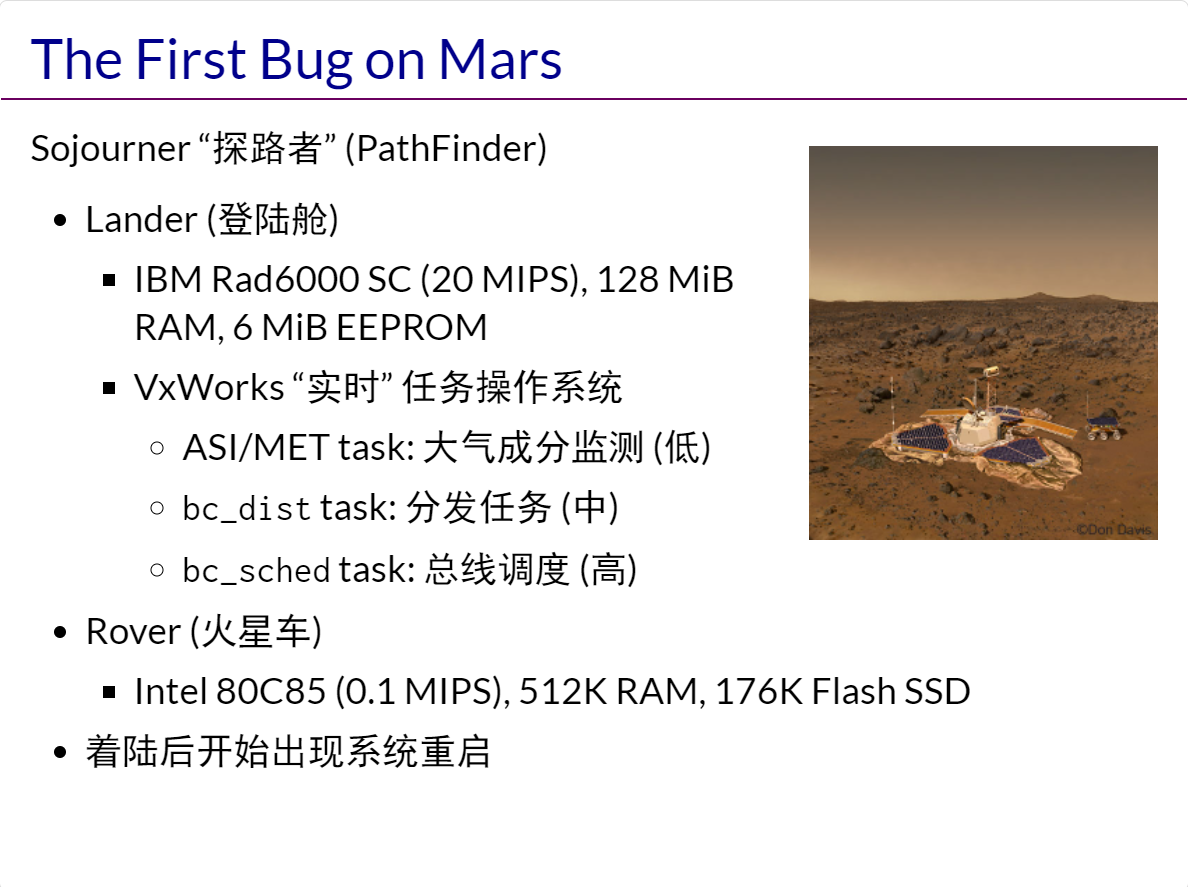 The First Bug on Mars
Sojourner “探路者” (PathFinder)
Lander (登陆舱)
IBM Rad6000 SC (20 MIPS), 128 MiB
RAM, 6 MiB EEPROM
VxWorks “实时” 任务操作系统
ASI/MET task: 大气成分监测 (低)
bc_dist task: 分发任务 (中)
bc_sched task: 总线调度 (高)
Rover (火星车)
Intel 80C85 (0.1 MIPS), 512K RAM, 176K Flash SSD
着陆后开始出现系统重启
©Don Davis